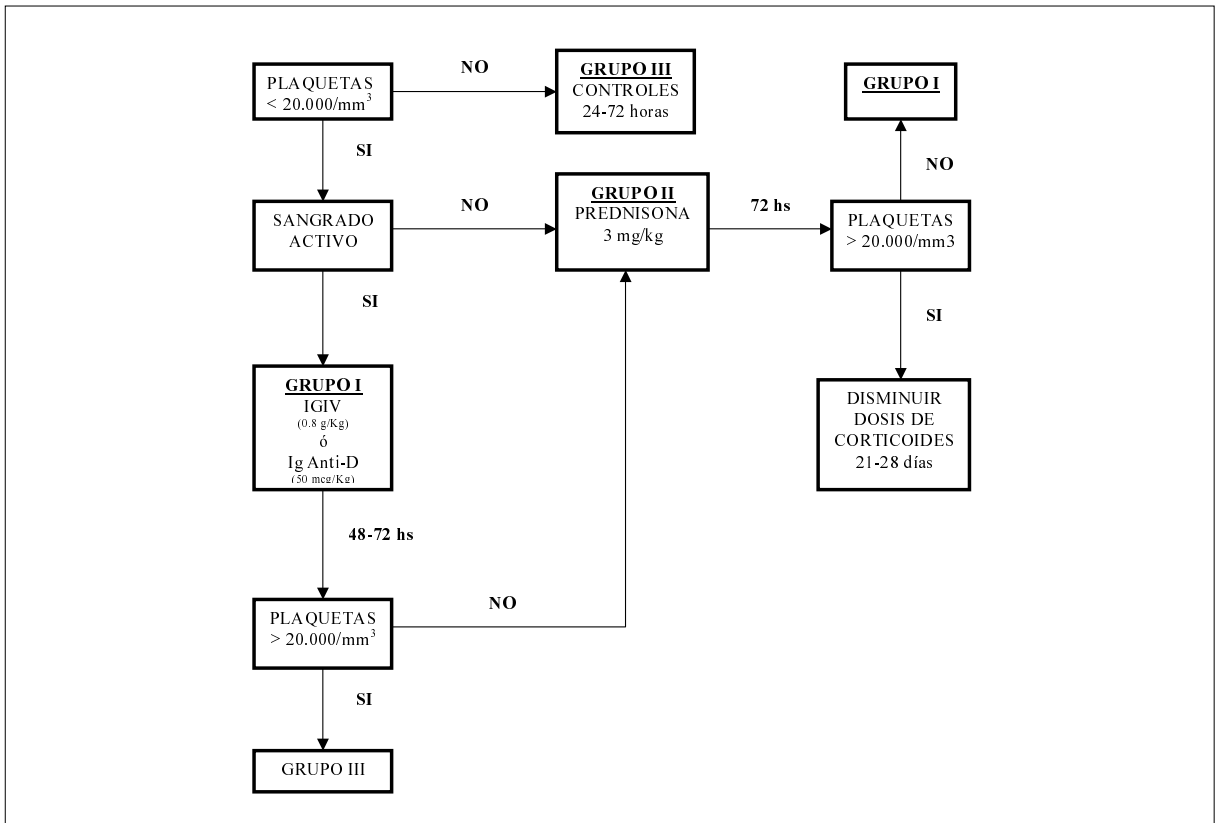 PLAQUETAS
< 20.000/mm³
NO
GRUPO III
CONTROLES
24-72 horas
GRUPO I
SI
NO
SANGRADO
ACTIVO
NO
GRUPO II
PREDNISONA
3 mg/kg
72 hs
PLAQUETAS
> 20.000/mm3
SI
SI
GRUPO I
IGIV
(0.8 g/Kg)
ó
Ig Anti-D
(50 mcg/Kg)
DISMINUIR
DOSIS DE
CORTICOIDES
21-28 días
48-72 hs
PLAQUETAS
> 20.000/mm³
NO
SI
GRUPO III